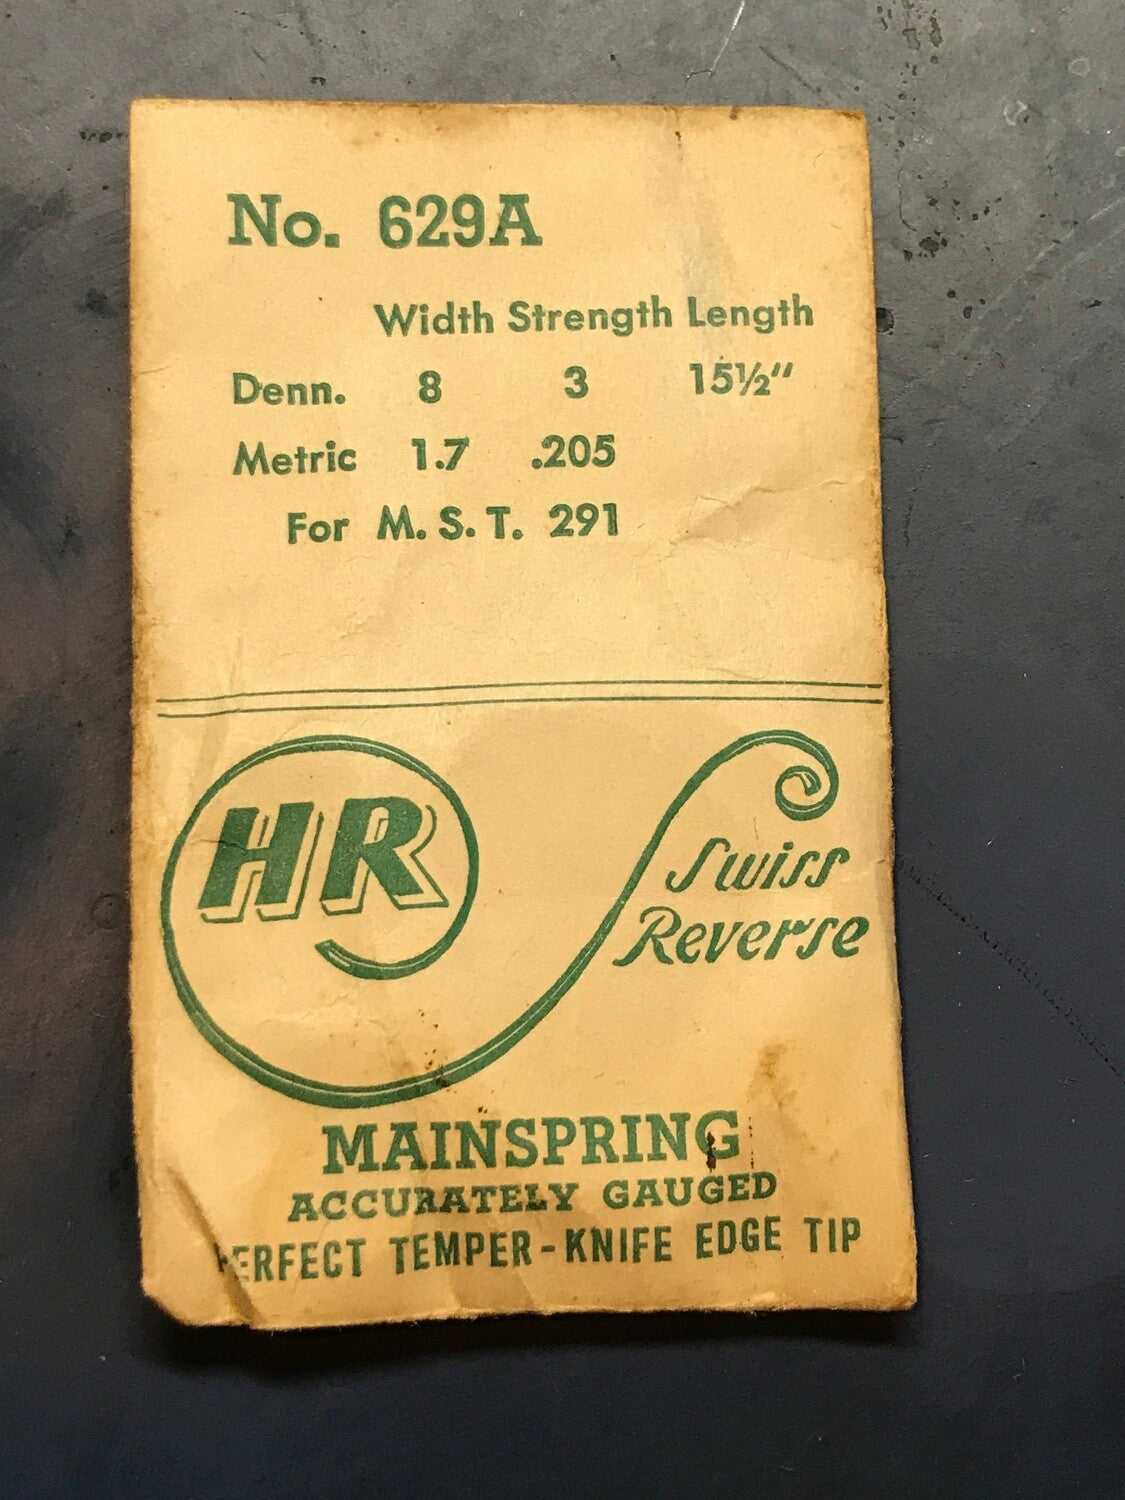 No. 629A
Width Strength Length
Denn. 8 3 15½"
Metric 1.7 .205
For M. S. T. 291
HR
Swiss
Reverse
MAINSPRING
ACCURATELY GAUGED
PERFECT TEMPER-KNIFE EDGE TIP